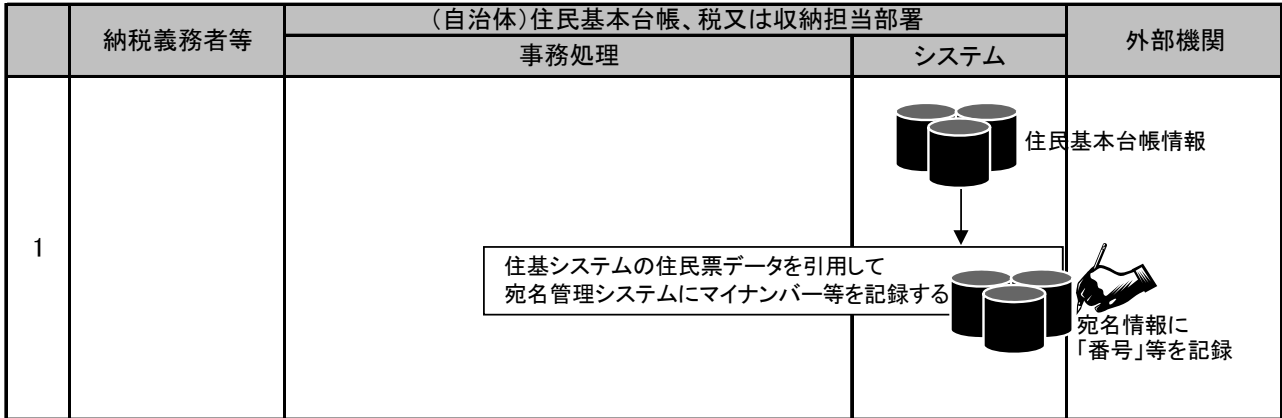 納税義務者等
(自治体)住民基本台帳、税又は収納担当部署
事務処理
システム
外部機関
1
住民基本台帳情報
住基システムの住民票データを引用して
宛名管理システムにマイナンバー等を記録する
宛名情報に
「番号」等を記録